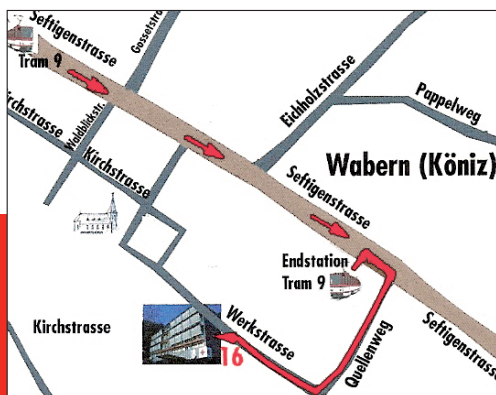 Seftigenstrasse
Gossetstr
Tram 9
Eichholzstrasse
Pappelweg
Kirchstrasse
Waldblickstr.
Kirchstrasse
Wabern (Köniz)
Seftigenstrasse
Endstation
Tram 9
Kirchstrasse
Werkstrasse
16
Quellenweg
Seftigenstrasse